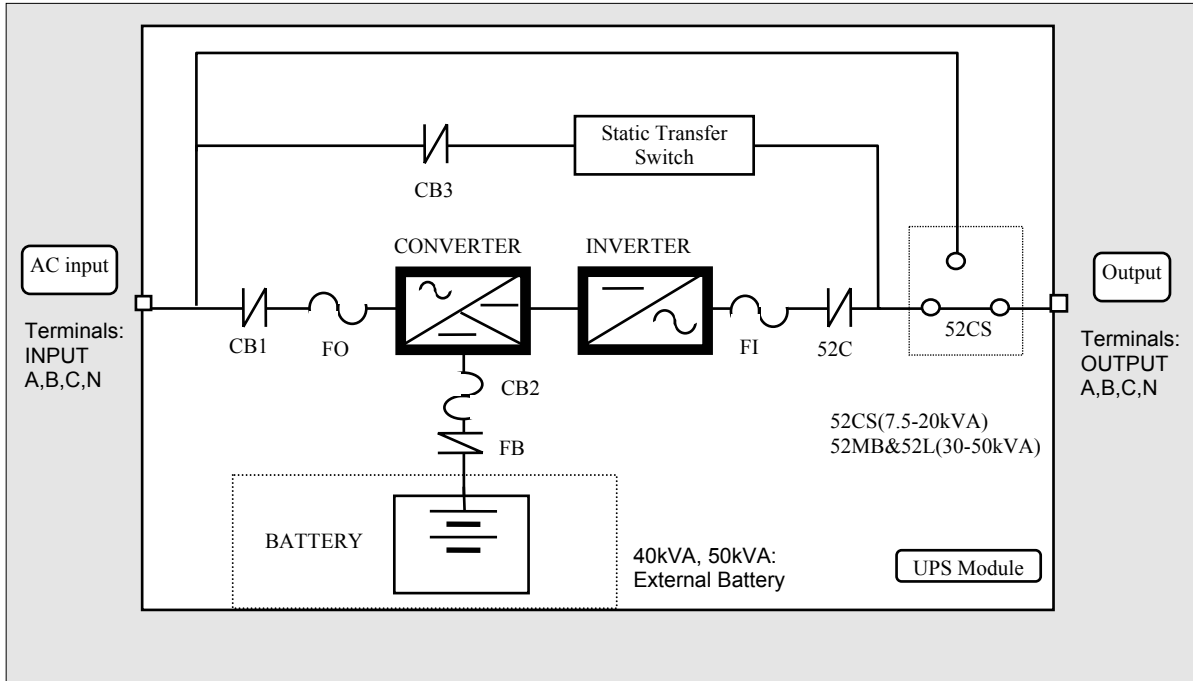 Static Transfer
Switch
CB3
CONVERTER
INVERTER
AC input
Output
Terminals:
INPUT
A,B,C,N
CB1
FO
FI
52C
52CS
Terminals:
OUTPUT
A,B,C,N
CB2
FB
52CS(7.5-20kVA)
52MB&52L(30-50kVA)
BATTERY
40kVA, 50kVA:
External Battery
UPS Module